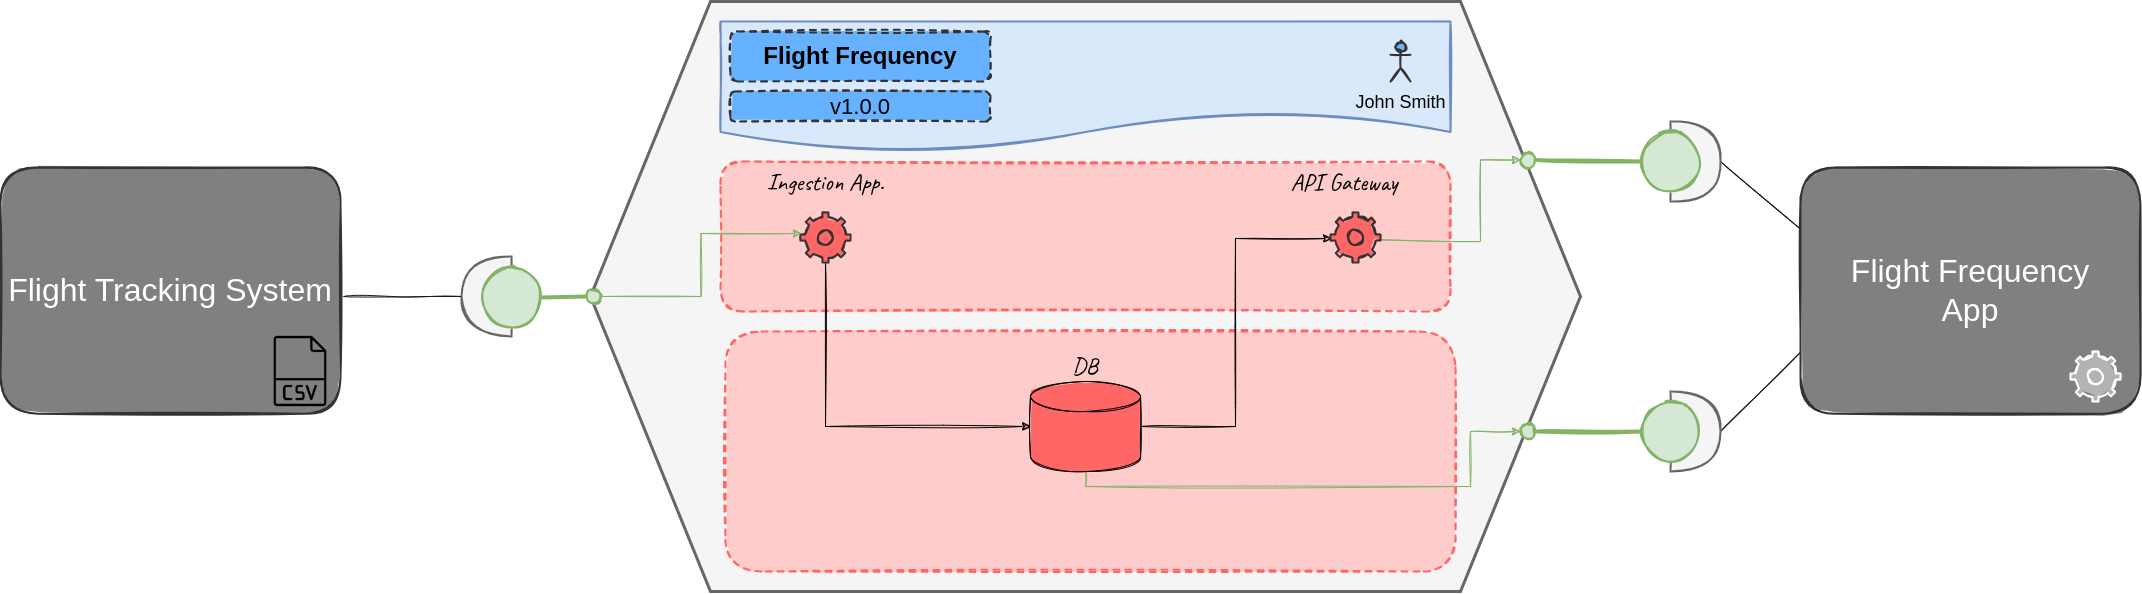 Flight Frequency
v1.0.0
John Smith
Ingestion App.
API Gateway
Flight Tracking System
CSV
DB
Flight Frequency
App